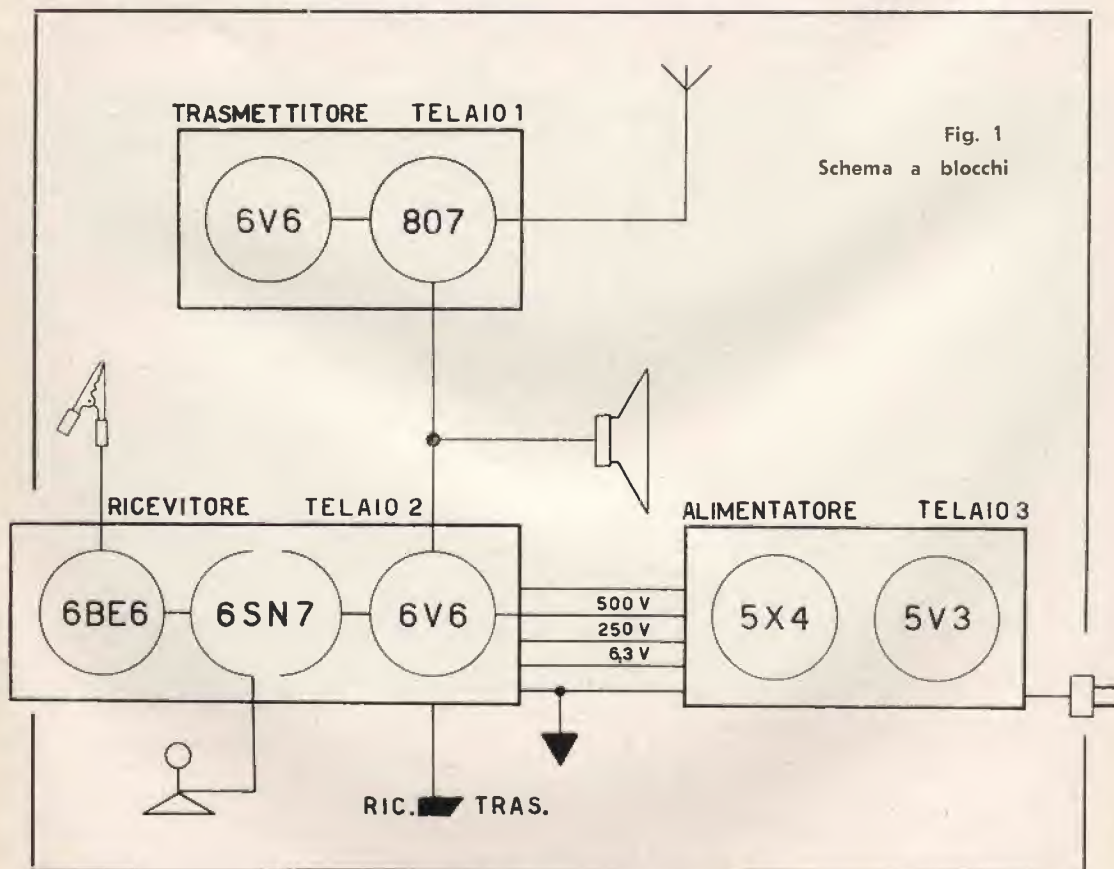 TRASMETTITORE TELAIO 1
6V6
807
Fig. 1
Schema a blocchi
RICEVITORE TELAIO 2
6BE6
6SN7
6V6
500 V
250 V
6,3 V
ALIMENTATORE TELAIO 3
5X4
5V3
RIC. TRAS.